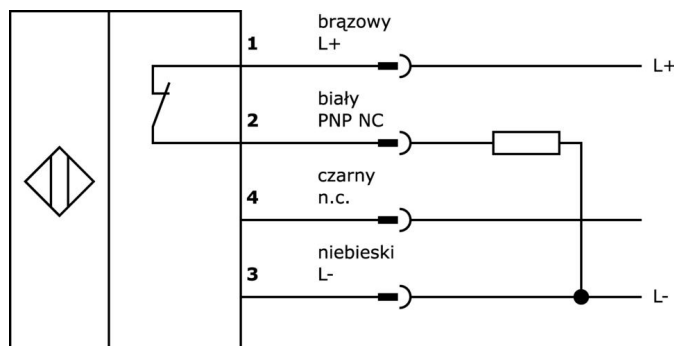 brązowy
1 L+
L+
biały
2 PNP NC
czarny
4 n.c.
niebieski
3 L-
L-